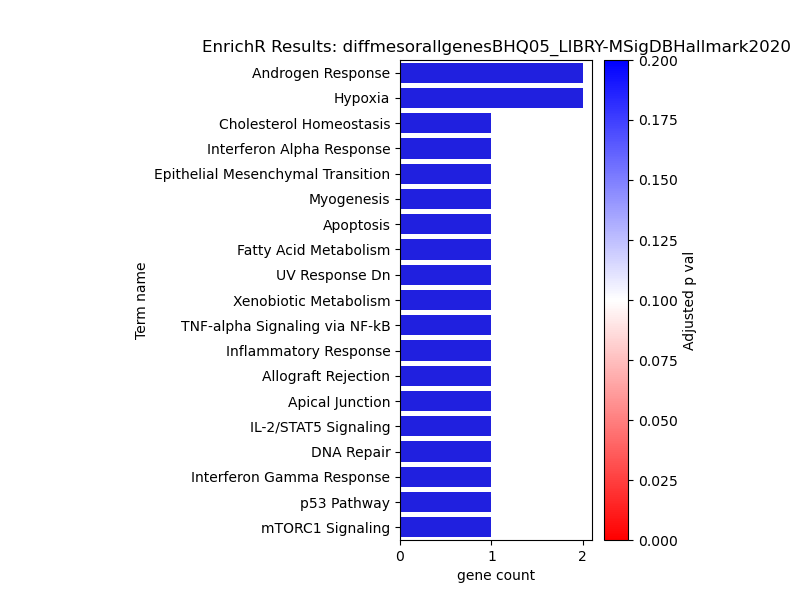 EnrichR Results: diffmesorallgenesBHQ05_LIBRY-MSigDBHallmark2020
Term name
Androgen Response
Hypoxia
Cholesterol Homeostasis
Interferon Alpha Response
Epithelial Mesenchymal Transition
Myogenesis
Apoptosis
Fatty Acid Metabolism
UV Response Dn
Xenobiotic Metabolism
TNF-alpha Signaling via NF-kB
Inflammatory Response
Allograft Rejection
Apical Junction
IL-2/STAT5 Signaling
DNA Repair
Interferon Gamma Response
p53 Pathway
mTORC1 Signaling
0 1 2
gene count
0.200
0.175
0.150
0.125
0.100
0.075
0.050
0.025
0.000
Adjusted p val